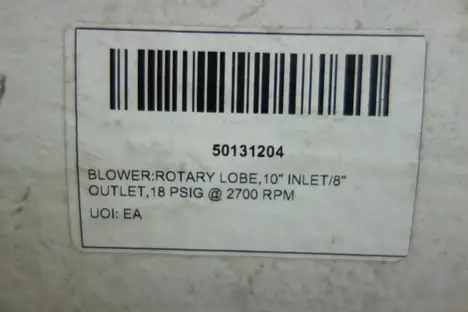 50131204
BLOWER:ROTARY LOBE,10" INLET/8"
OUTLET,18 PSIG @ 2700 RPM
UOI: EA